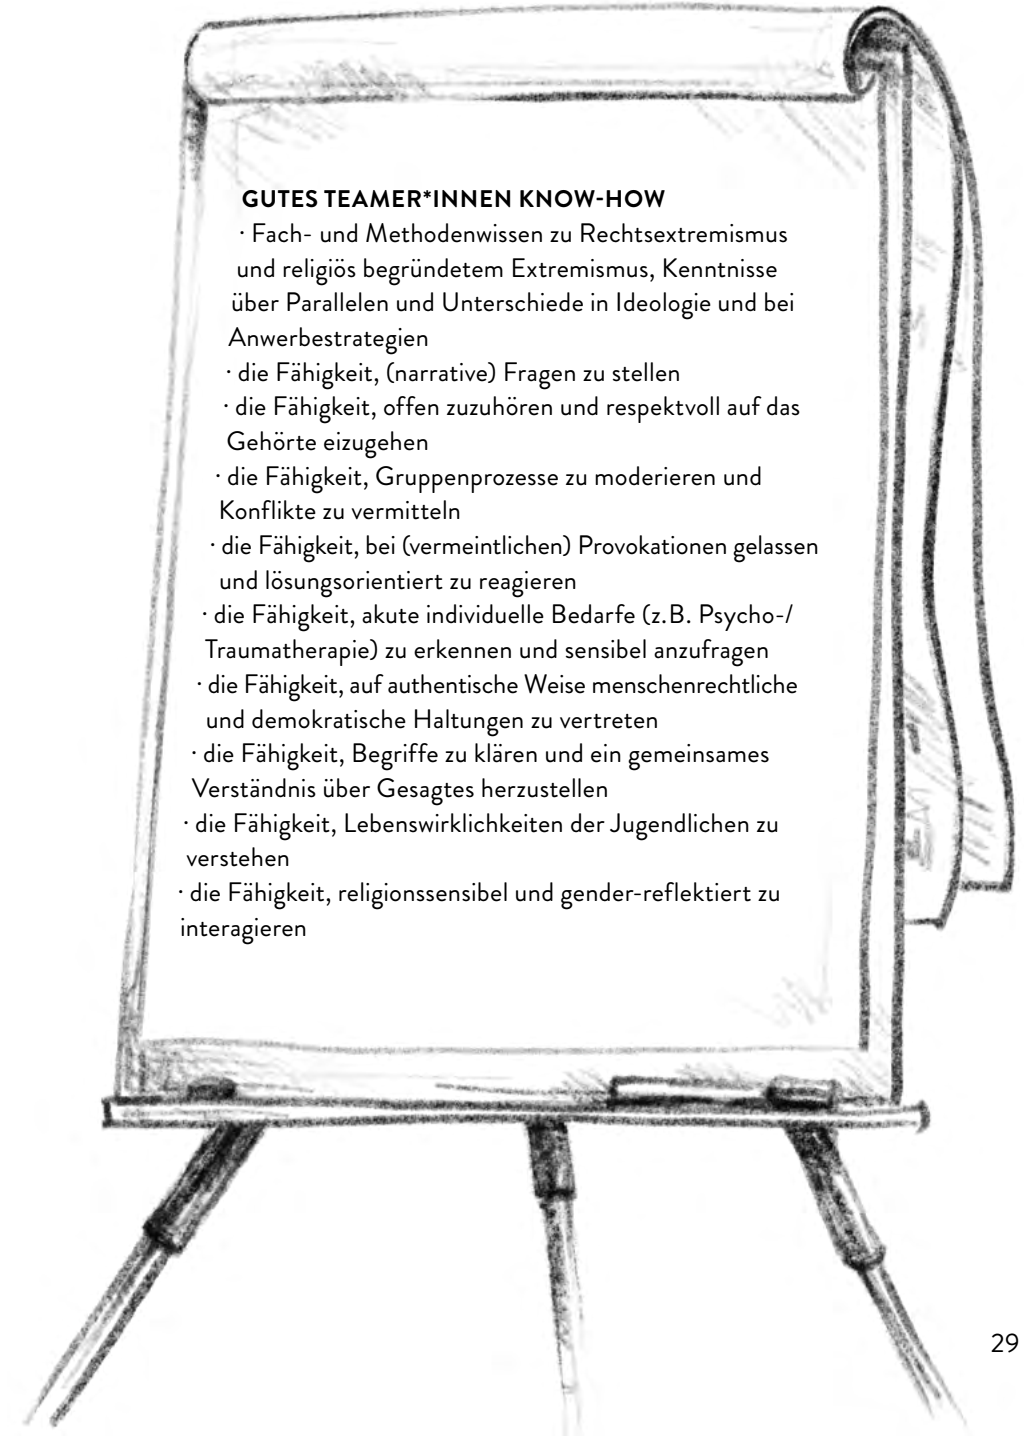 GUTES TEAMER*INNEN KNOW-HOW
· Fach- und Methodenwissen zu Rechtsextremismus
und religiös begründetem Extremismus, Kenntnisse
über Parallelen und Unterschiede in Ideologie und bei
Anwerbestrategien
· die Fähigkeit, (narrative) Fragen zu stellen
· die Fähigkeit, offen zuzuhören und respektvoll auf das
Gehörte eizugehen
· die Fähigkeit, Gruppenprozesse zu moderieren und
Konflikte zu vermitteln
· die Fähigkeit, bei (vermeintlichen) Provokationen gelassen
und lösungsorientiert zu reagieren
· die Fähigkeit, akute individuelle Bedarfe (z.B. Psycho-/
Traumatherapie) zu erkennen und sensibel anzufragen
· die Fähigkeit, auf authentische Weise menschenrechtliche
und demokratische Haltungen zu vertreten
· die Fähigkeit, Begriffe zu klären und ein gemeinsames
Verständnis über Gesagtes herzustellen
· die Fähigkeit, Lebenswirklichkeiten der Jugendlichen zu
verstehen
· die Fähigkeit, religionssensibel und gender-reflektiert zu
interagieren
29